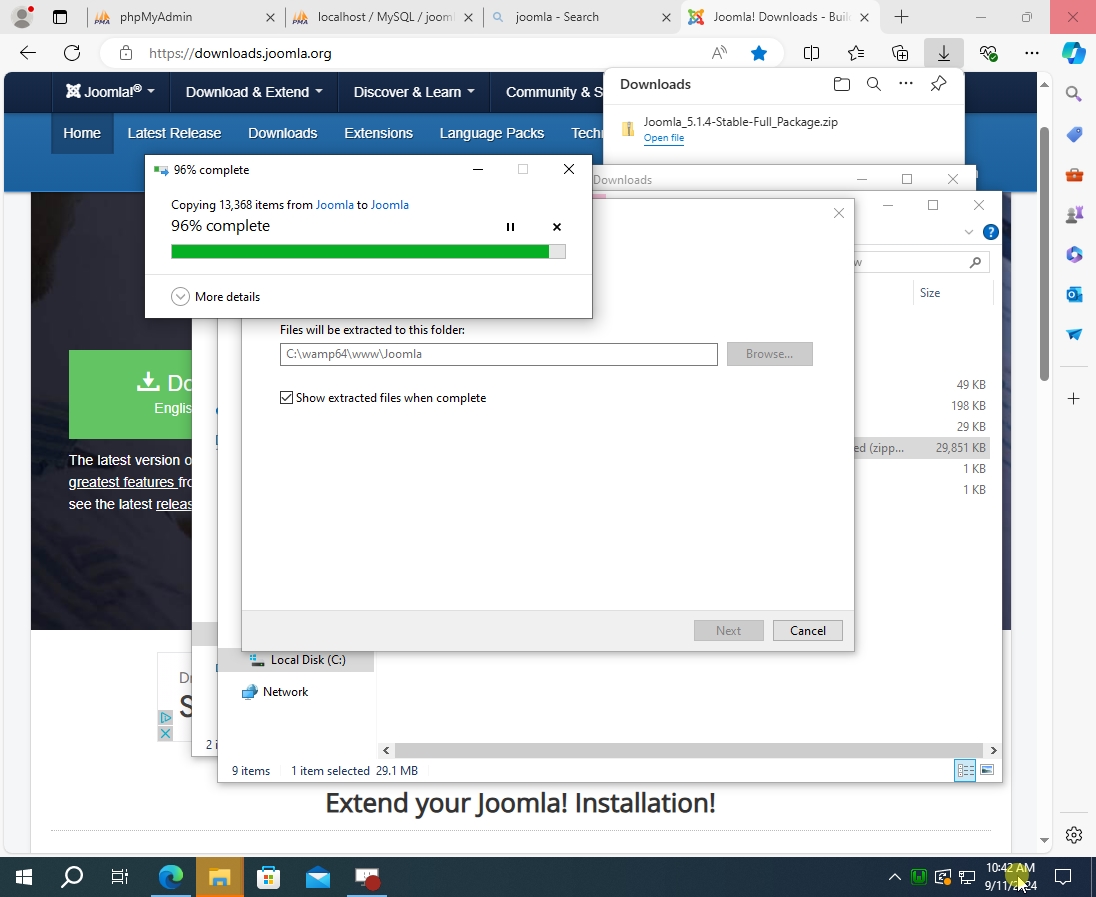 phpMyAdmin
localhost / MySQL / jooml
joomla - Search
Joomla! Downloads - Buil
https://downloads.joomla.org
Joomla!®
Download & Extend
Discover & Learn
Community & S
Home
Latest Release
Downloads
Extensions
Language Packs
Techn
Downloads
Joomla_5.1.4-Stable-Full_Package.zip
Open file
Downloads
96% complete
Copying 13,368 items from Joomla to Joomla
96% complete
More details
w
Size
Files will be extracted to this folder:
C:\wamp64\www\Joomla
Browse...
Show extracted files when complete
49 KB
198 KB
29 KB
ed (zipp...
29,851 KB
1 KB
1 KB
Do
Englis
The latest version o
greatest features fro
see the latest releas
Next
Cancel
Local Disk (C:)
Network
Dr
S
2 i
9 items
1 item selected 29.1 MB
Extend your Joomla! Installation!
10:42 AM
9/11/2024